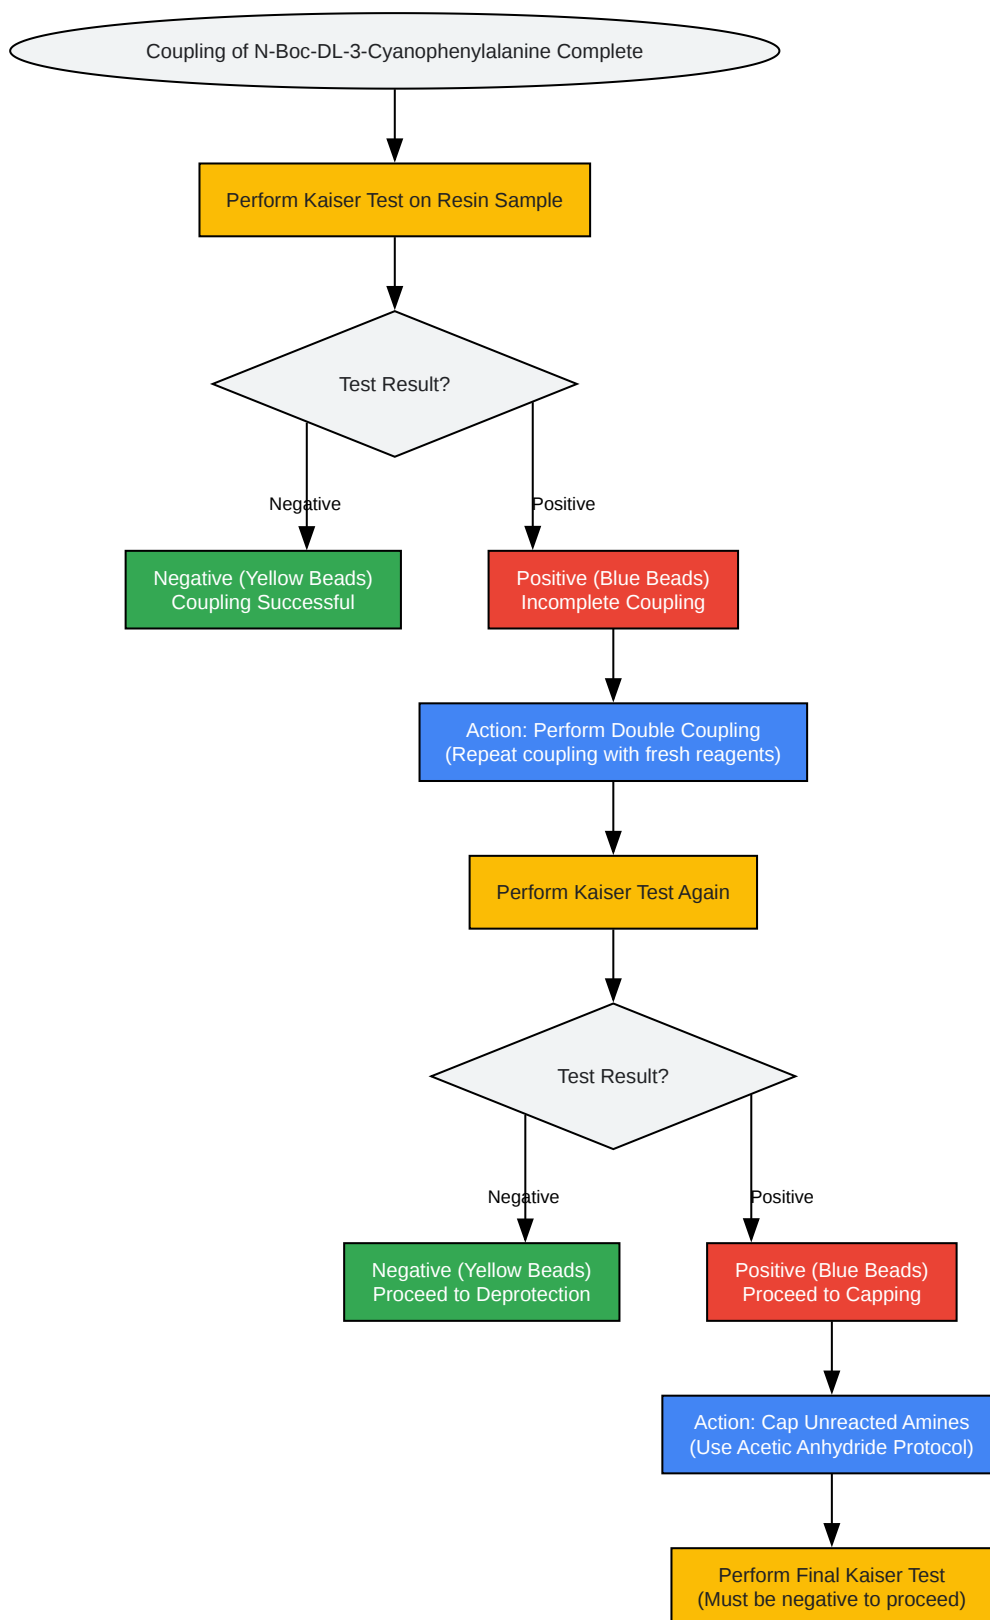 Coupling of N-Boc-DL-3-Cyanophenylalanine Complete
Perform Kaiser Test on Resin Sample
Test Result?
Negative
Positive
Negative (Yellow Beads)
Coupling Successful
Positive (Blue Beads)
Incomplete Coupling
Action: Perform Double Coupling
(Repeat coupling with fresh reagents)
Perform Kaiser Test Again
Test Result?
Negative
Positive
Negative (Yellow Beads)
Proceed to Deprotection
Positive (Blue Beads)
Proceed to Capping
Action: Cap Unreacted Amines
(Use Acetic Anhydride Protocol)
Perform Final Kaiser Test
(Must be negative to proceed)